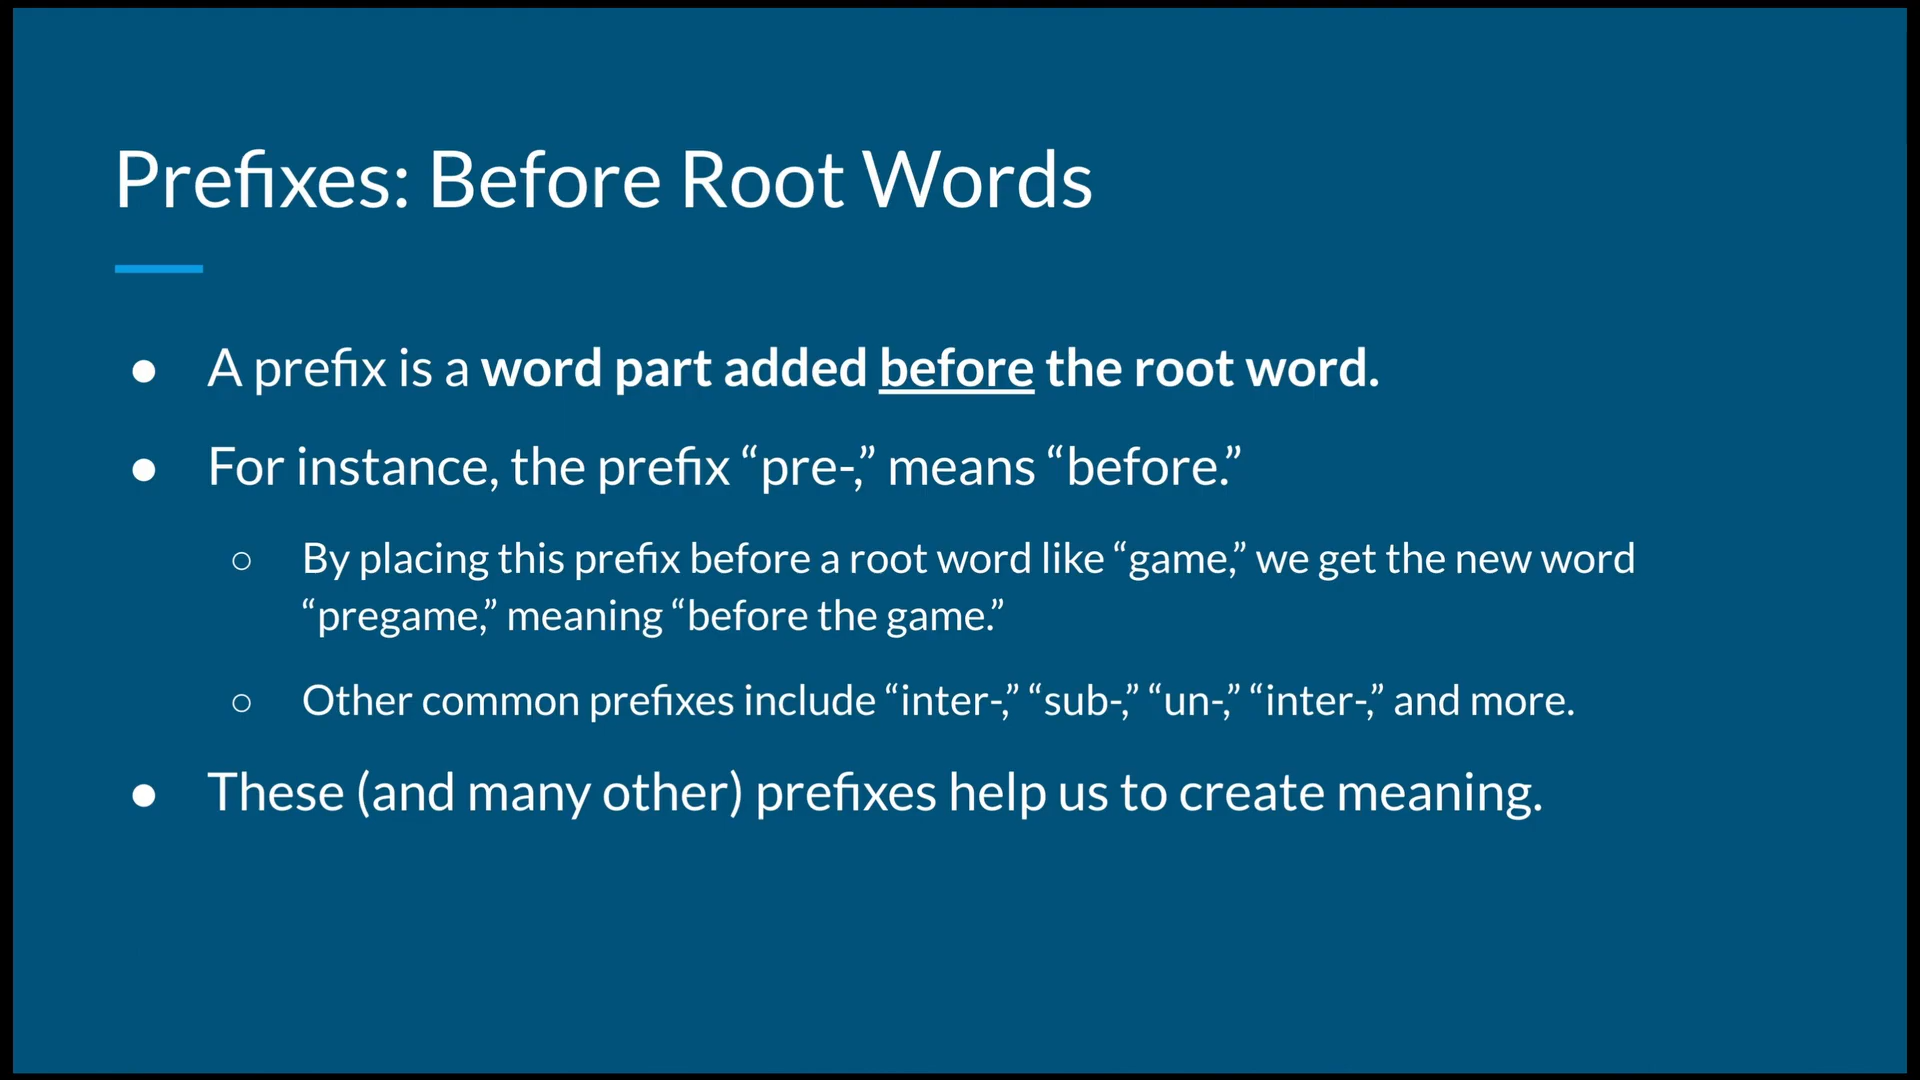 Prefixes: Before Root Words
● A prefix is a word part added before the root word.
● For instance, the prefix “pre-,” means “before.”
○ By placing this prefix before a root word like “game,” we get the new word
“pregame,” meaning “before the game.”
○ Other common prefixes include “inter-,” “sub-,” “un-,” “inter-,” and more.
● These (and many other) prefixes help us to create meaning.